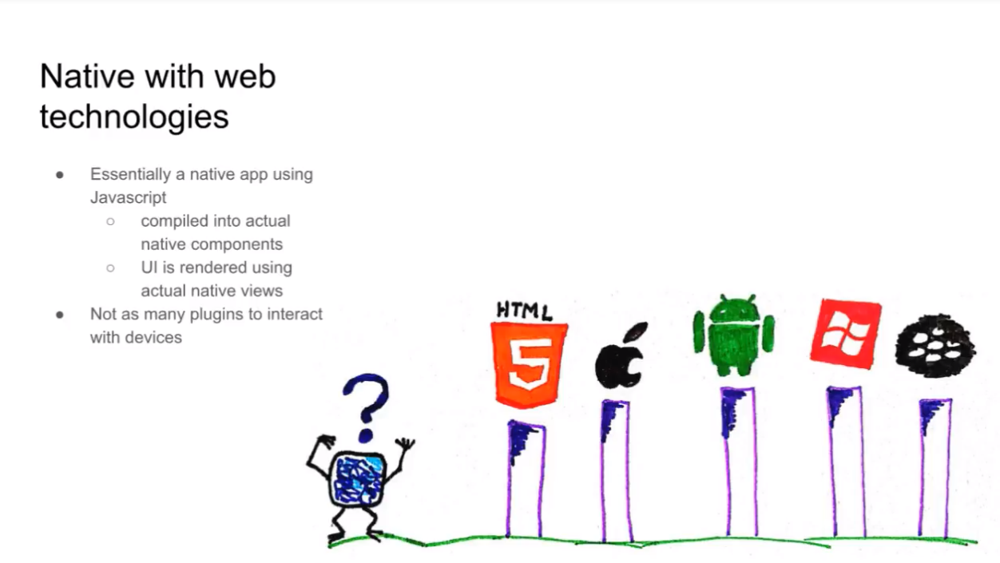 Native with web
technologies
● Essentially a native app using
Javascript
○ compiled into actual
native components
○ UI is rendered using
actual native views
● Not as many plugins to interact
with devices
HTML
5
?